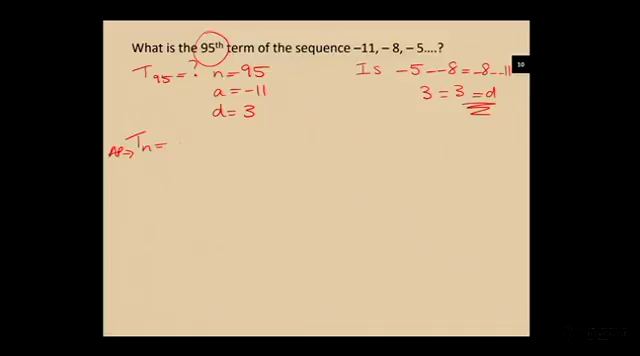 What is the 95th term of the sequence –11, – 8, – 5....?
10
T95 = ? n = 95
a = -11
d = 3
Is -5 - -8 = -8 - -11
3 = 3 = d
AP => Tn =